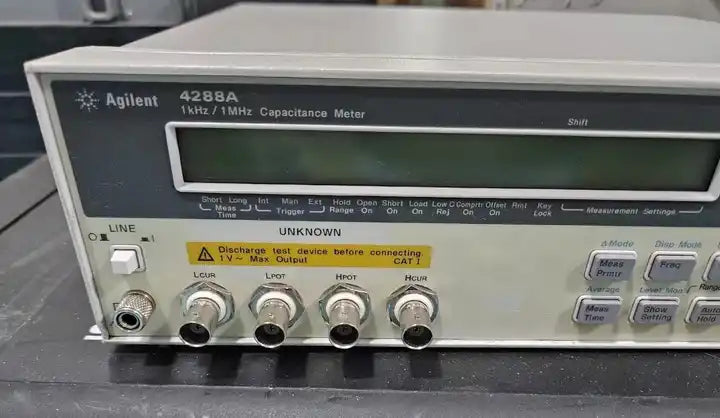 Agilent
4288A
1kHz / 1MHz Capacitance Meter
Shift
Short Long Int Man Ext Hold Open Short Load Low C Comprtr Offset Rmt Key
Meas Time Trigger Range On On On Rej On On Lock Measurement Settings
LINE
UNKNOWN
Discharge test device before connecting.
1V~ Max Output CAT I
LCUR LPOT HPOT HCUR
Δ Mode Disp Mode
Meas Prmtr Freq
Average Level Mon Range
Meas Time Show Setting Auto Hold